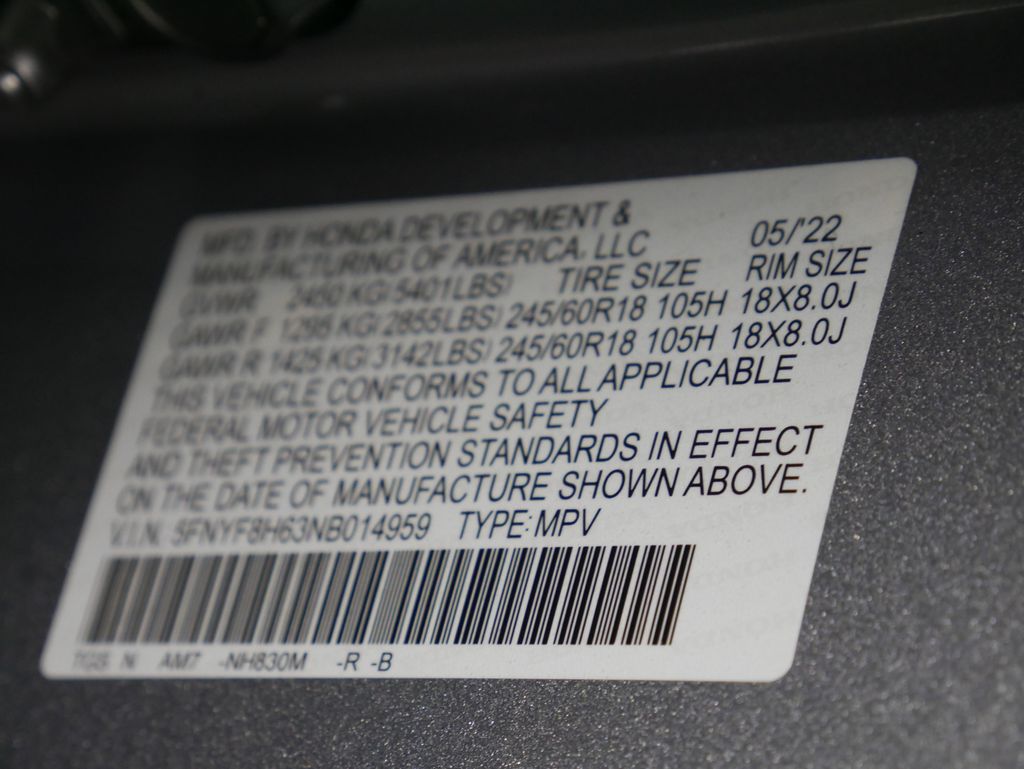 MFD. BY HONDA DEVELOPMENT &
MANUFACTURING OF AMERICA, LLC 05/'22
GVWR 2450 KG(5401LBS) TIRE SIZE RIM SIZE
GAWR F 1295 KG(2855LBS) 245/60R18 105H 18X8.0J
GAWR R 1425 KG(3142LBS) 245/60R18 105H 18X8.0J
THIS VEHICLE CONFORMS TO ALL APPLICABLE
FEDERAL MOTOR VEHICLE SAFETY
AND THEFT PREVENTION STANDARDS IN EFFECT
ON THE DATE OF MANUFACTURE SHOWN ABOVE.
V.I.N. 5FNYF8H63NB014959 TYPE:MPV
AM7 -NH830M -R -B